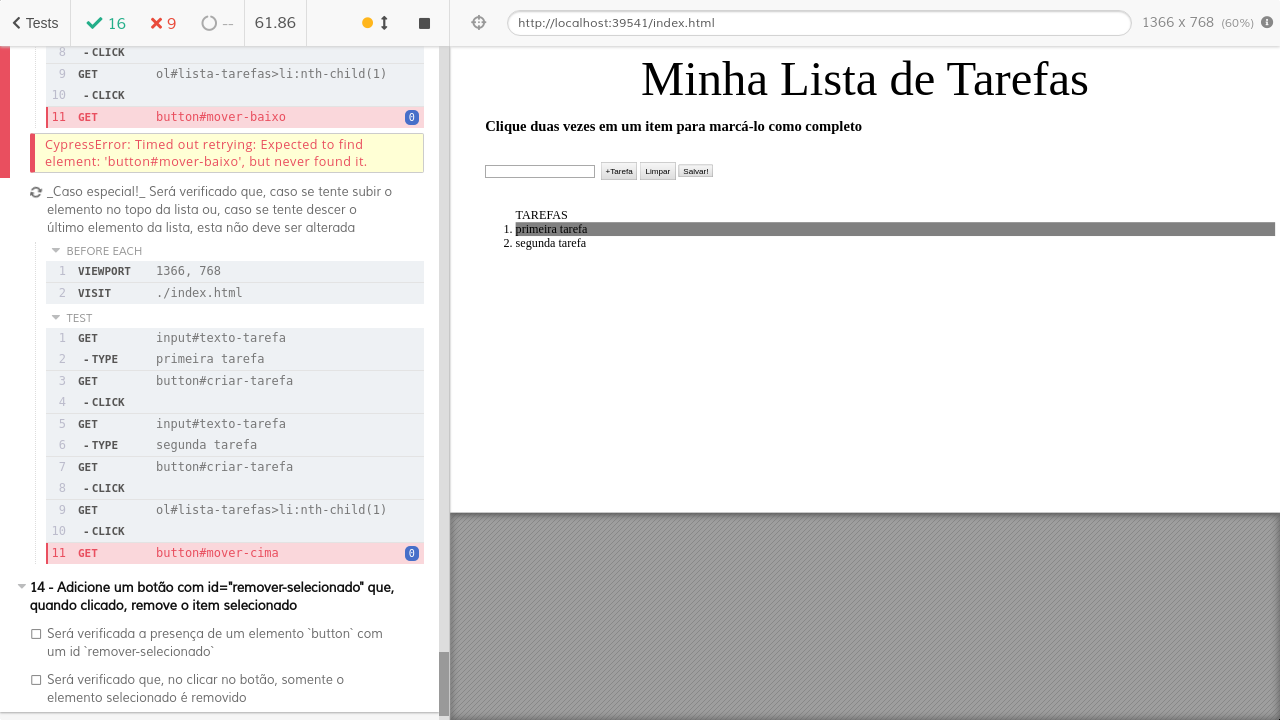 Tests 16 9 -- 61.86
8 -CLICK
9 GET ol#lista-tarefas>li:nth-child(1)
10 -CLICK
11 GET button#mover-baixo 0
CypressError: Timed out retrying: Expected to find
element: 'button#mover-baixo', but never found it.
_Caso especial!_ Será verificado que, caso se tente subir o
elemento no topo da lista ou, caso se tente descer o
último elemento da lista, esta não deve ser alterada
BEFORE EACH
1 VIEWPORT 1366, 768
2 VISIT ./index.html
TEST
1 GET input#texto-tarefa
2 -TYPE primeira tarefa
3 GET button#criar-tarefa
4 -CLICK
5 GET input#texto-tarefa
6 -TYPE segunda tarefa
7 GET button#criar-tarefa
8 -CLICK
9 GET ol#lista-tarefas>li:nth-child(1)
10 -CLICK
11 GET button#mover-cima 0
14 - Adicione um botão com id="remover-selecionado" que,
quando clicado, remove o item selecionado
Será verificada a presença de um elemento `button` com
um id `remover-selecionado`
Será verificado que, no clicar no botão, somente o
elemento selecionado é removido
http://localhost:39541/index.html 1366 x 768 (60%)
Minha Lista de Tarefas
Clique duas vezes em um item para marcá-lo como completo
+Tarefa Limpar Salvar!
TAREFAS
1. primeira tarefa
2. segunda tarefa